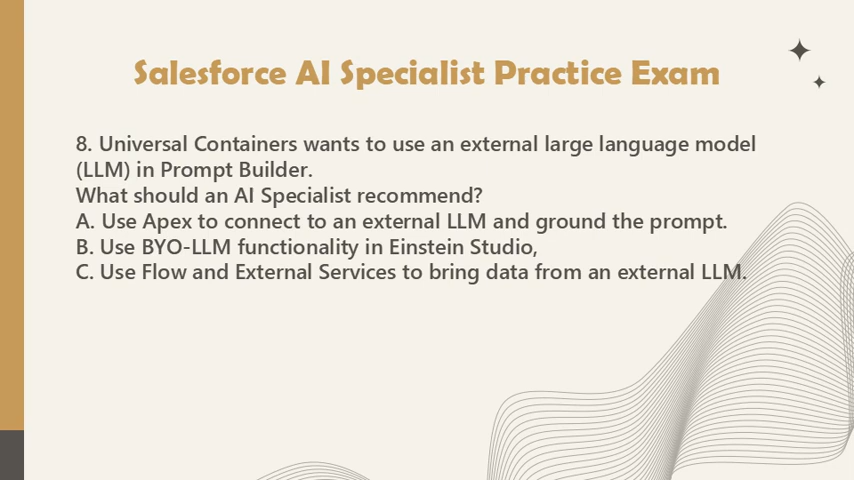 Salesforce AI Specialist Practice Exam
8. Universal Containers wants to use an external large language model
(LLM) in Prompt Builder.
What should an AI Specialist recommend?
A. Use Apex to connect to an external LLM and ground the prompt.
B. Use BYO-LLM functionality in Einstein Studio,
C. Use Flow and External Services to bring data from an external LLM.